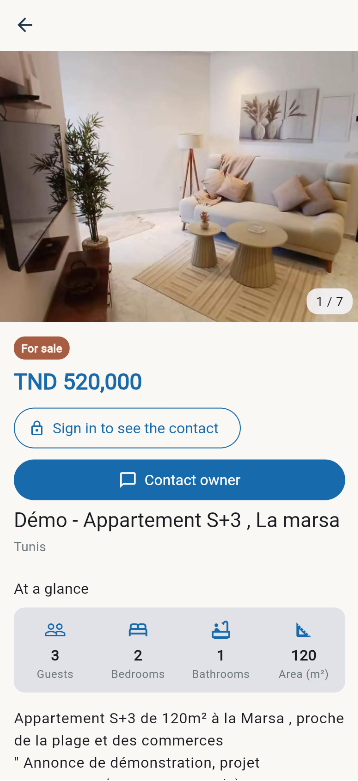 1 / 7
For sale
TND 520,000
Sign in to see the contact
Contact owner
Démo - Appartement S+3 , La marsa
Tunis
At a glance
3 2 1 120
Guests Bedrooms Bathrooms Area (m²)
Appartement S+3 de 120m² à la Marsa , proche
de la plage et des commerces
" Annonce de démonstration, projet